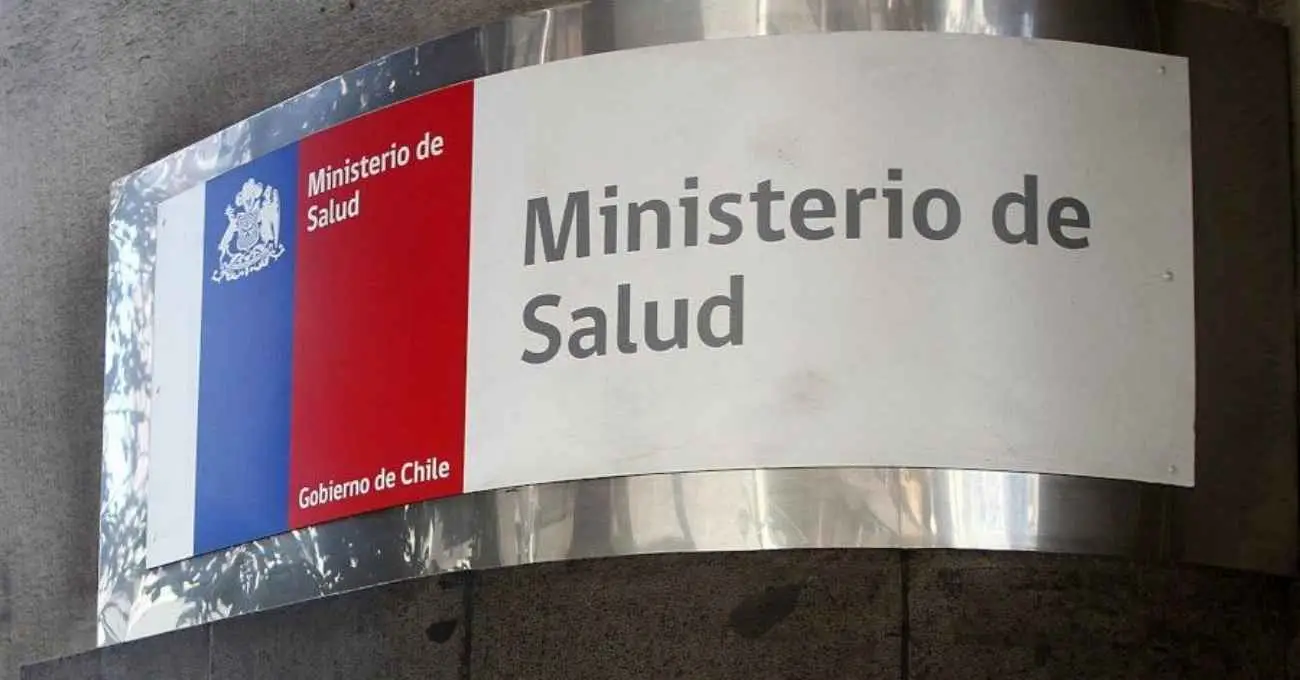 Ministerio de
Salud
Gobierno de Chile
Ministerio de
Salud